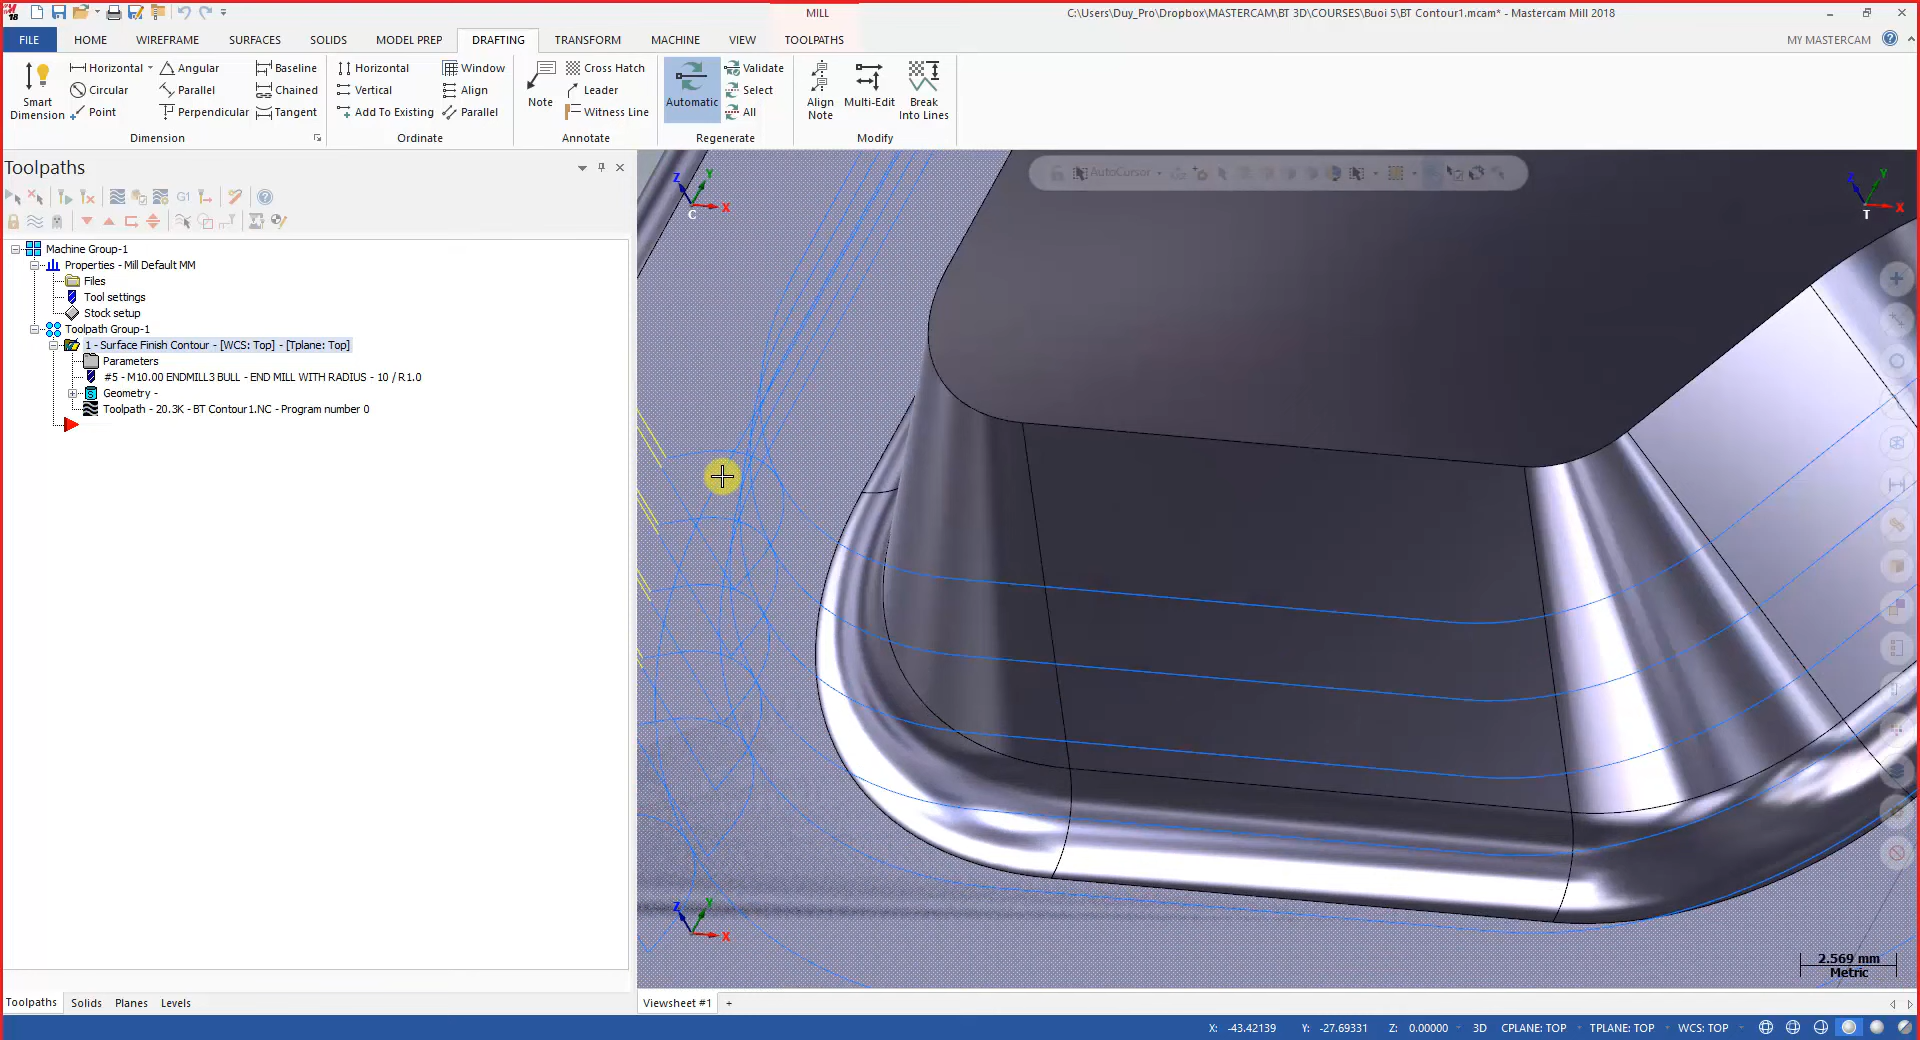 MILL
C:\Users\Duy_Pro\Dropbox\MASTERCAM\BT 3D\COURSES\Buoi 5\BT Contour1.mcam* - Mastercam Mill 2018
FILE HOME WIREFRAME SURFACES SOLIDS MODEL PREP DRAFTING TRANSFORM MACHINE VIEW TOOLPATHS MY MASTERCAM
Smart Dimension
Horizontal Angular Baseline
Circular Parallel Chained
Point Perpendicular Tangent
Dimension
Horizontal Window
Vertical Align
Add To Existing Parallel
Ordinate
Note
Cross Hatch
Leader
Witness Line
Annotate
Automatic
Validate
Select
All
Regenerate
Align Note
Multi-Edit
Break Into Lines
Modify
Toolpaths
G1
Machine Group-1
Properties - Mill Default MM
Files
Tool settings
Stock setup
Toolpath Group-1
1 - Surface Finish Contour - [WCS: Top] - [Tplane: Top]
Parameters
#5 - M10.00 ENDMILL3 BULL - END MILL WITH RADIUS - 10 / R1.0
Geometry -
Toolpath - 20.3K - BT Contour1.NC - Program number 0
AutoCursor
Z Y X C
Z Y X T
Z Y X
2.569 mm
Metric
Toolpaths Solids Planes Levels
Viewsheet #1 +
X: -43.42139 Y: -27.69331 Z: 0.00000 3D CPLANE: TOP TPLANE: TOP WCS: TOP